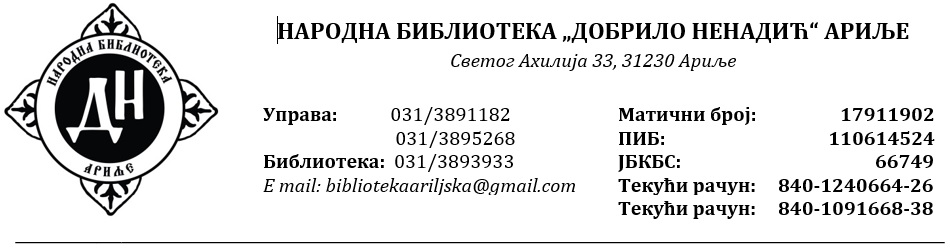 НАРОДНА БИБЛИОТЕКА
ДН
АРИЉЕ
НАРОДНА БИБЛИОТЕКА „ДОБРИЛО НЕНАДИЋ“ АРИЉЕ
Светог Ахилија 33, 31230 Ариље
Управа: 031/3891182
031/3895268
Библиотека: 031/3893933
E mail: bibliotekaariljska@gmail.com
Матични број: 17911902
ПИБ: 110614524
ЈБКБС: 66749
Текући рачун: 840-1240664-26
Текући рачун: 840-1091668-38